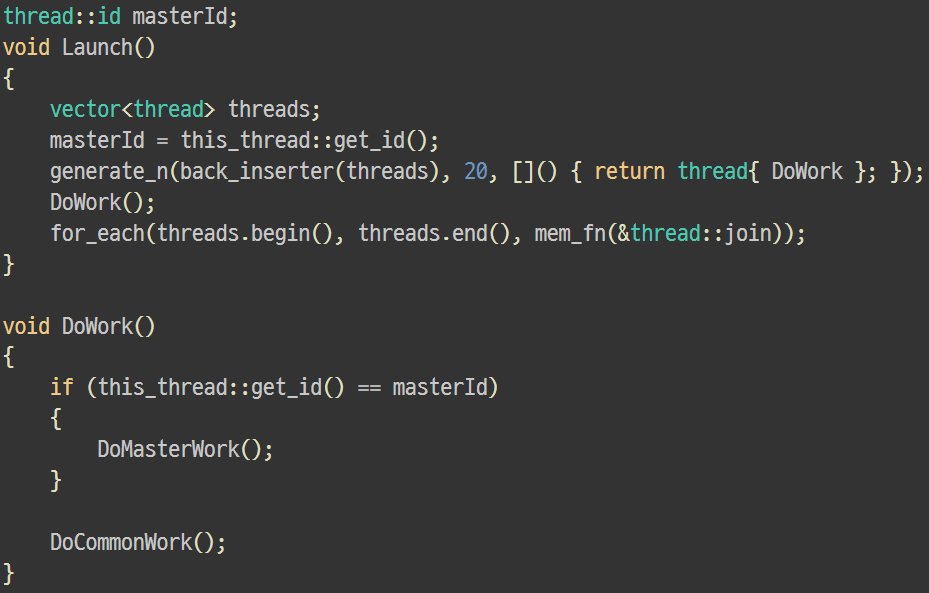 thread::id masterId;
void Launch()
{
    vector<thread> threads;
    masterId = this_thread::get_id();
    generate_n(back_inserter(threads), 20, []() { return thread{ DoWork }; });
    DoWork();
    for_each(threads.begin(), threads.end(), mem_fn(&thread::join));
}

void DoWork()
{
    if (this_thread::get_id() == masterId)
    {
        DoMasterWork();
    }

    DoCommonWork();
}